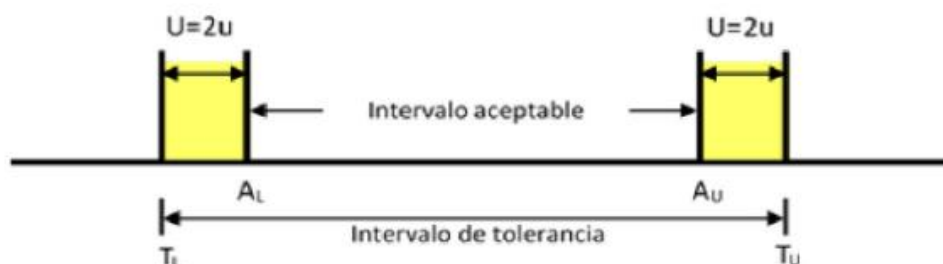 U=2u U=2u
Intervalo aceptable
AL AU
Intervalo de tolerancia
TL TU